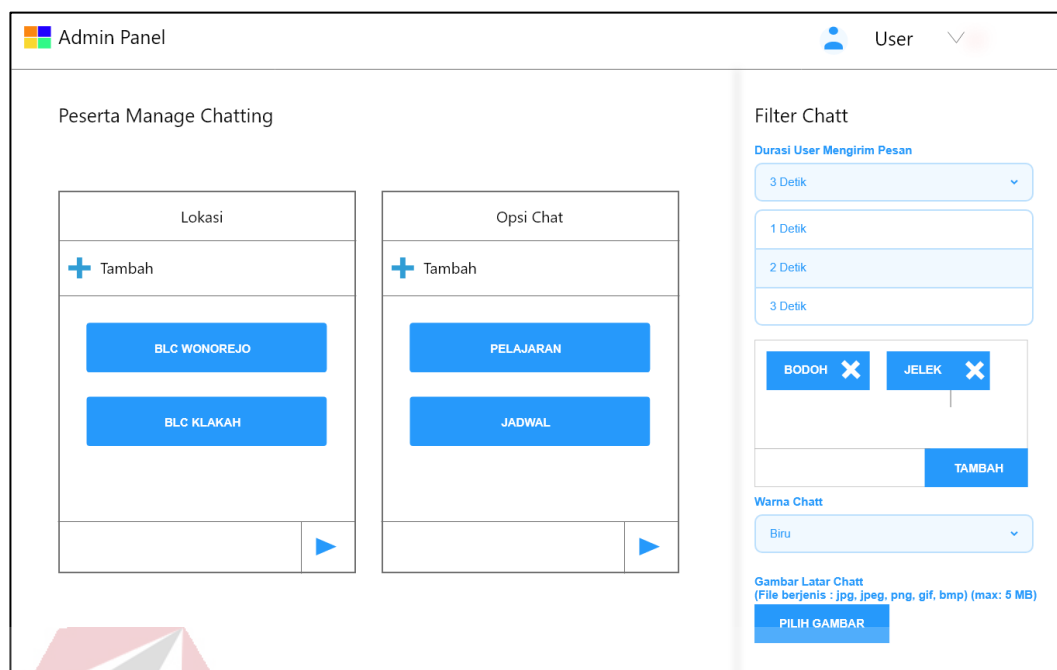 Admin Panel
User
Peserta Manage Chatting
Lokasi
Tambah
BLC WONOREJO
BLC KLAKAH
Opsi Chat
Tambah
PELAJARAN
JADWAL
Filter Chatt
Durasi User Mengirim Pesan
3 Detik
1 Detik
2 Detik
3 Detik
BODOH
JELEK
TAMBAH
Warna Chatt
Biru
Gambar Latar Chatt
(File berjenis : jpg, jpeg, png, gif, bmp) (max: 5 MB)
PILIH GAMBAR